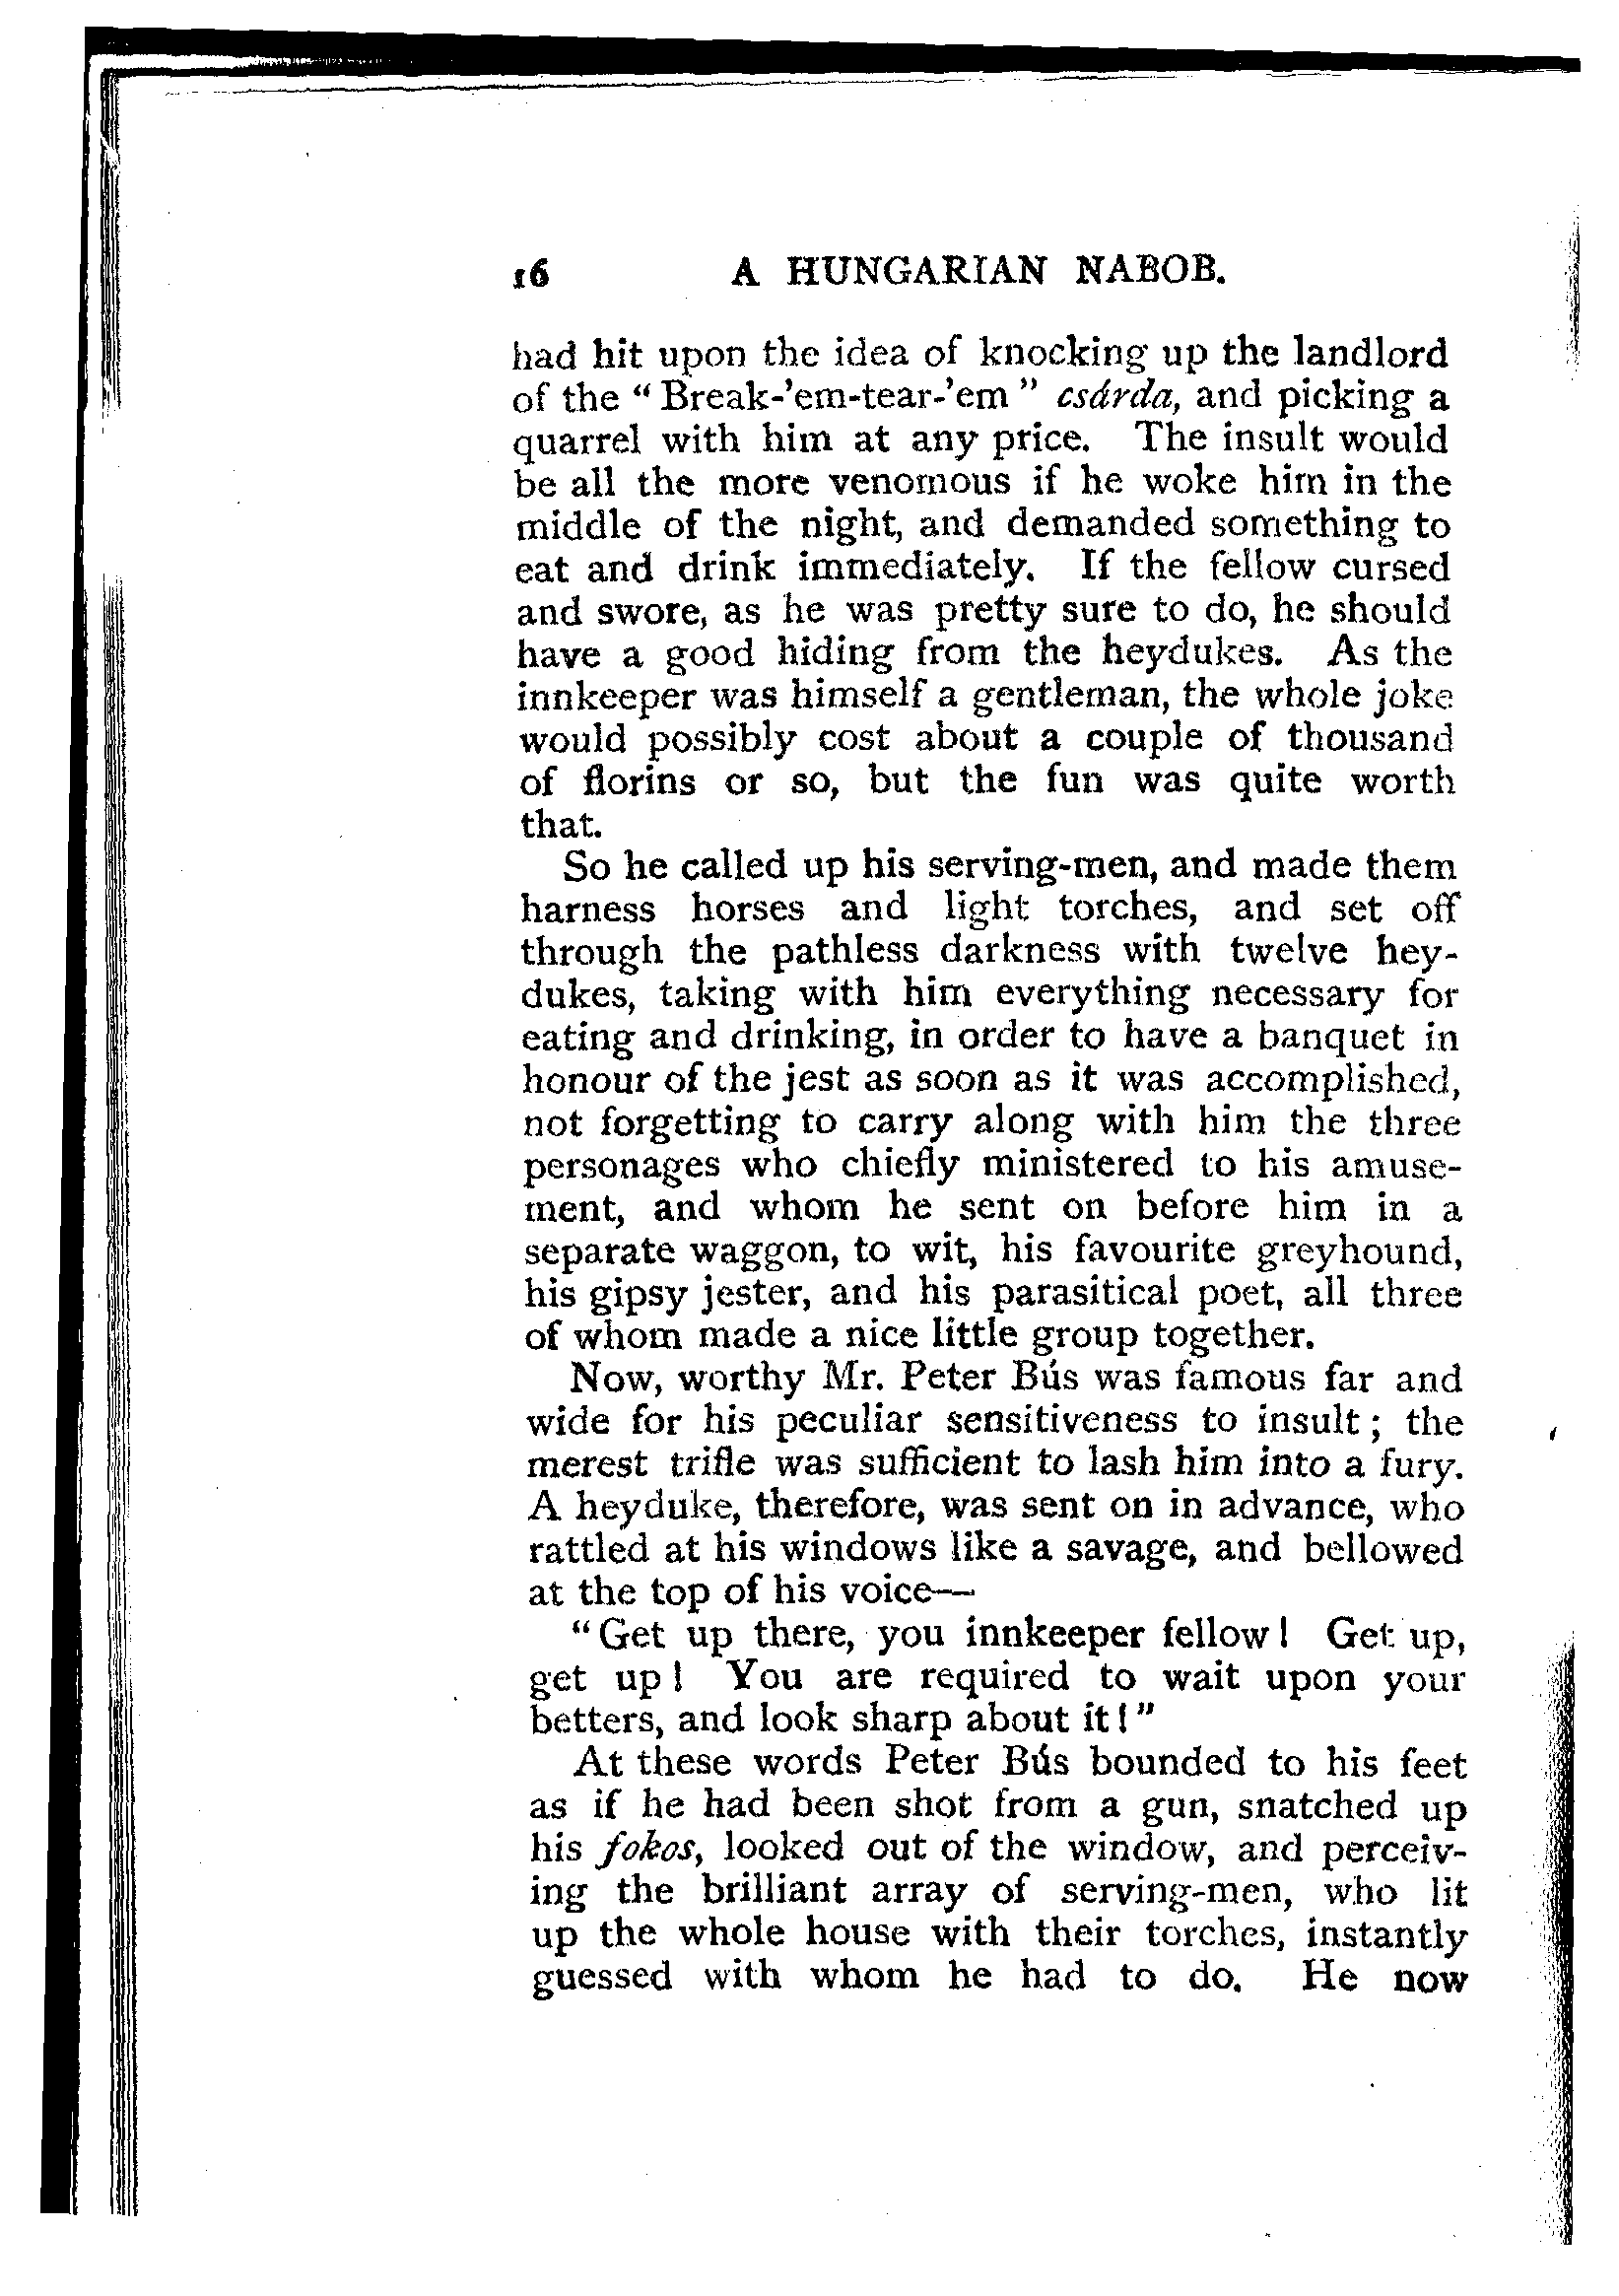 16 A HUNGARIAN NABOB.
had hit upon the idea of knocking up the landlord
of the “Break-’em-tear-’em” csárda, and picking a
quarrel with him at any price. The insult would
be all the more venomous if he woke him in the
middle of the night, and demanded something to
eat and drink immediately. If the fellow cursed
and swore, as he was pretty sure to do, he should
have a good hiding from the heydukes. As the
innkeeper was himself a gentleman, the whole joke
would possibly cost about a couple of thousand
of florins or so, but the fun was quite worth
that.
So he called up his serving-men, and made them
harness horses and light torches, and set off
through the pathless darkness with twelve hey-
dukes, taking with him everything necessary for
eating and drinking, in order to have a banquet in
honour of the jest as soon as it was accomplished,
not forgetting to carry along with him the three
personages who chiefly ministered to his amuse-
ment, and whom he sent on before him in a
separate waggon, to wit, his favourite greyhound,
his gipsy jester, and his parasitical poet, all three
of whom made a nice little group together.
Now, worthy Mr. Peter Bús was famous far and
wide for his peculiar sensitiveness to insult; the
merest trifle was sufficient to lash him into a fury.
A heyduke, therefore, was sent on in advance, who
rattled at his windows like a savage, and bellowed
at the top of his voice—
“Get up there, you innkeeper fellow! Get up,
get up! You are required to wait upon your
betters, and look sharp about it!”
At these words Peter Bús bounded to his feet
as if he had been shot from a gun, snatched up
his fokos, looked out of the window, and perceiv-
ing the brilliant array of serving-men, who lit
up the whole house with their torches, instantly
guessed with whom he had to do. He now